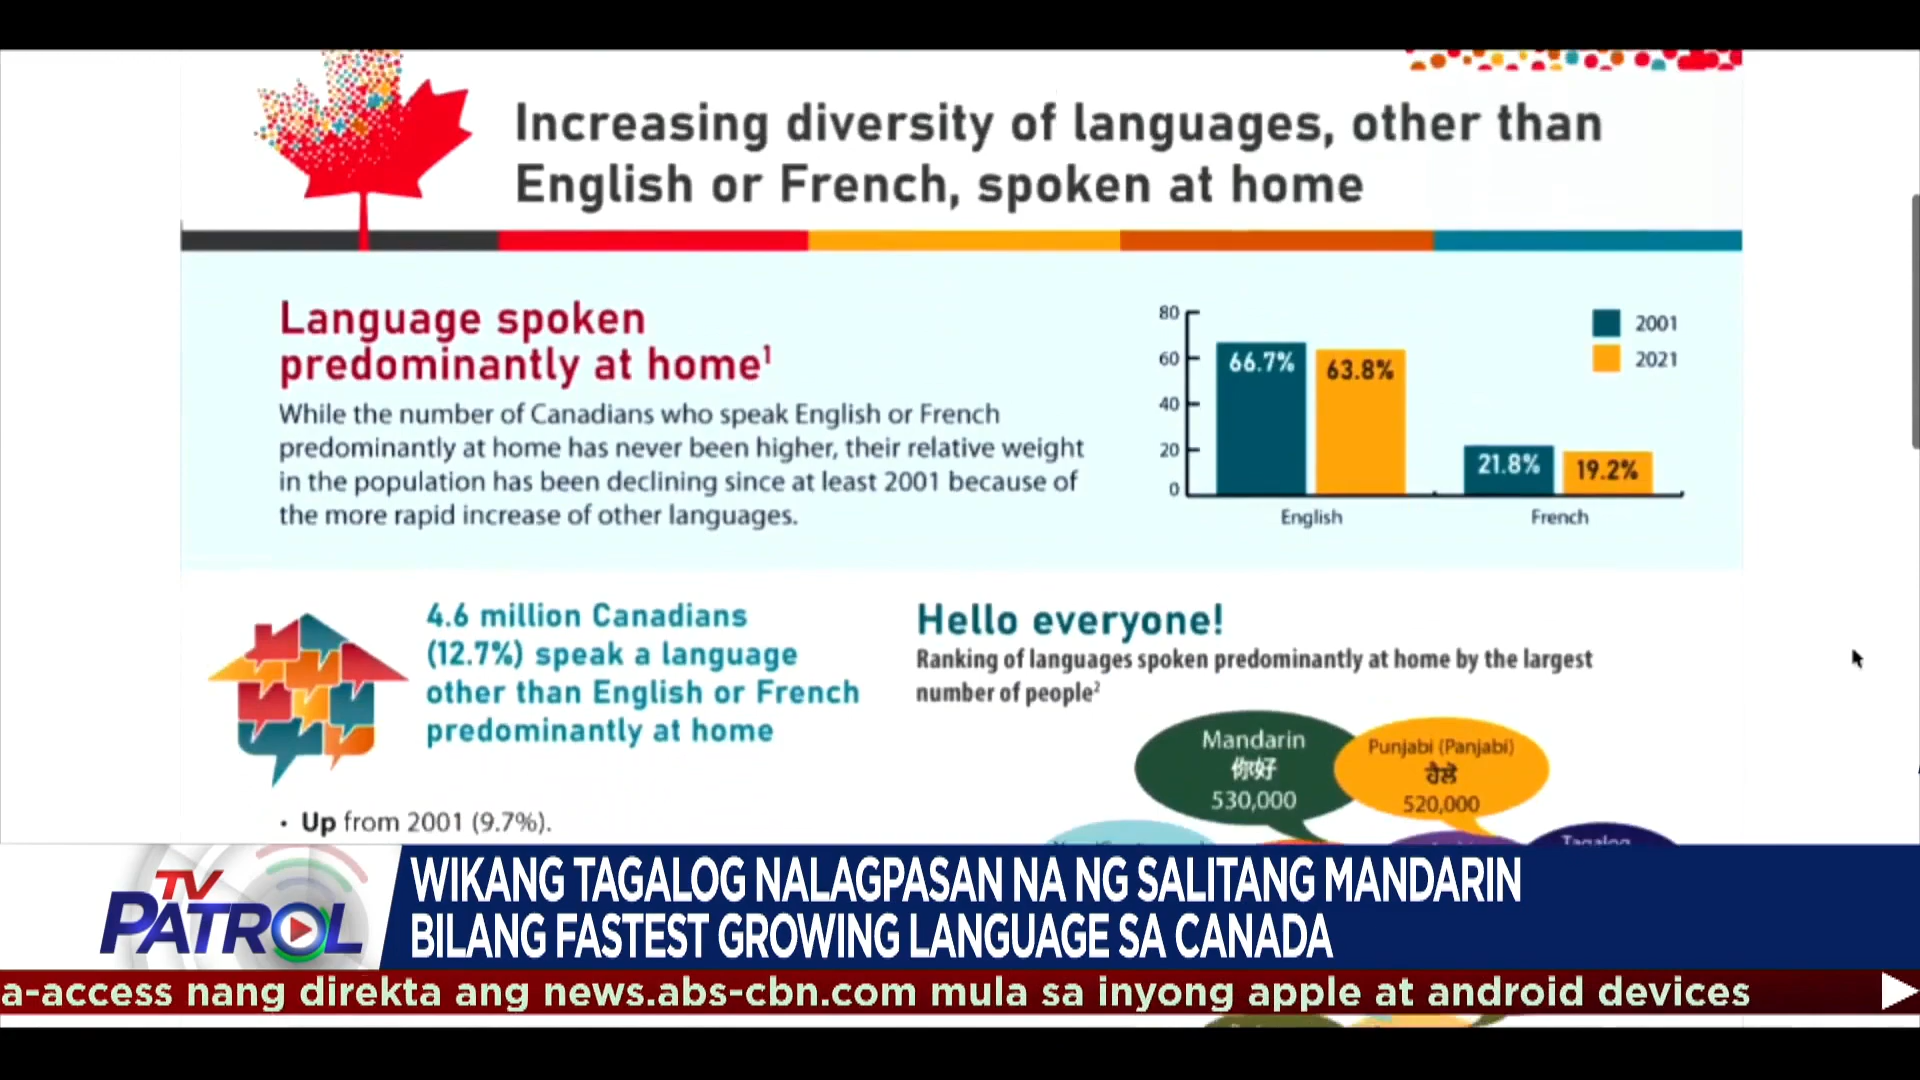 Increasing diversity of languages, other than
English or French, spoken at home
Language spoken
predominantly at home¹
While the number of Canadians who speak English or French
predominantly at home has never been higher, their relative weight
in the population has been declining since at least 2001 because of
the more rapid increase of other languages.
80
60
40
20
0
66.7%
63.8%
21.8%
19.2%
English
French
2001
2021
4.6 million Canadians
(12.7%) speak a language
other than English or French
predominantly at home
• Up from 2001 (9.7%).
Hello everyone!
Ranking of languages spoken predominantly at home by the largest
number of people²
Mandarin
你好
530,000
Punjabi (Panjabi)
ਹੈਲੋ
520,000
Tagalog
TV
PATROL
WIKANG TAGALOG NALAGPASAN NA NG SALITANG MANDARIN
BILANG FASTEST GROWING LANGUAGE SA CANADA
a-access nang direkta ang news.abs-cbn.com mula sa inyong apple at android devices